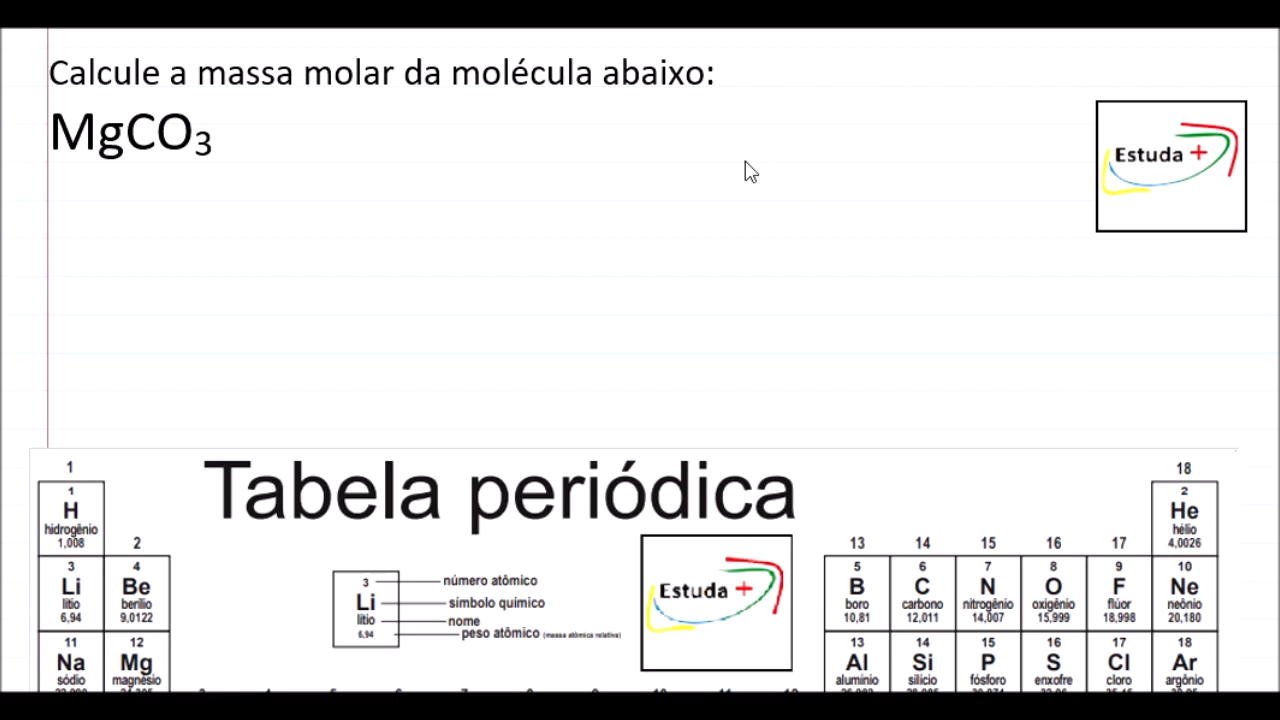 Calcule a massa molar da molécula abaixo:
MgCO₃
Estuda +
Tabela periódica
1
18
1
H
hidrogênio
1,008
2
He
hélio
4,0026
2
13
14
15
16
17
3
Li
lítio
6,94
4
Be
berílio
9,0122
3
Li
lítio
6,94
número atômico
símbolo químico
nome
peso atômico (massa atômica relativa)
Estuda +
5
B
boro
10,81
6
C
carbono
12,011
7
N
nitrogênio
14,007
8
O
oxigênio
15,999
9
F
flúor
18,998
10
Ne
neônio
20,180
11
Na
sódio
12
Mg
magnésio
13
Al
alumínio
14
Si
silício
15
P
fósforo
16
S
enxofre
17
Cl
cloro
18
Ar
argônio